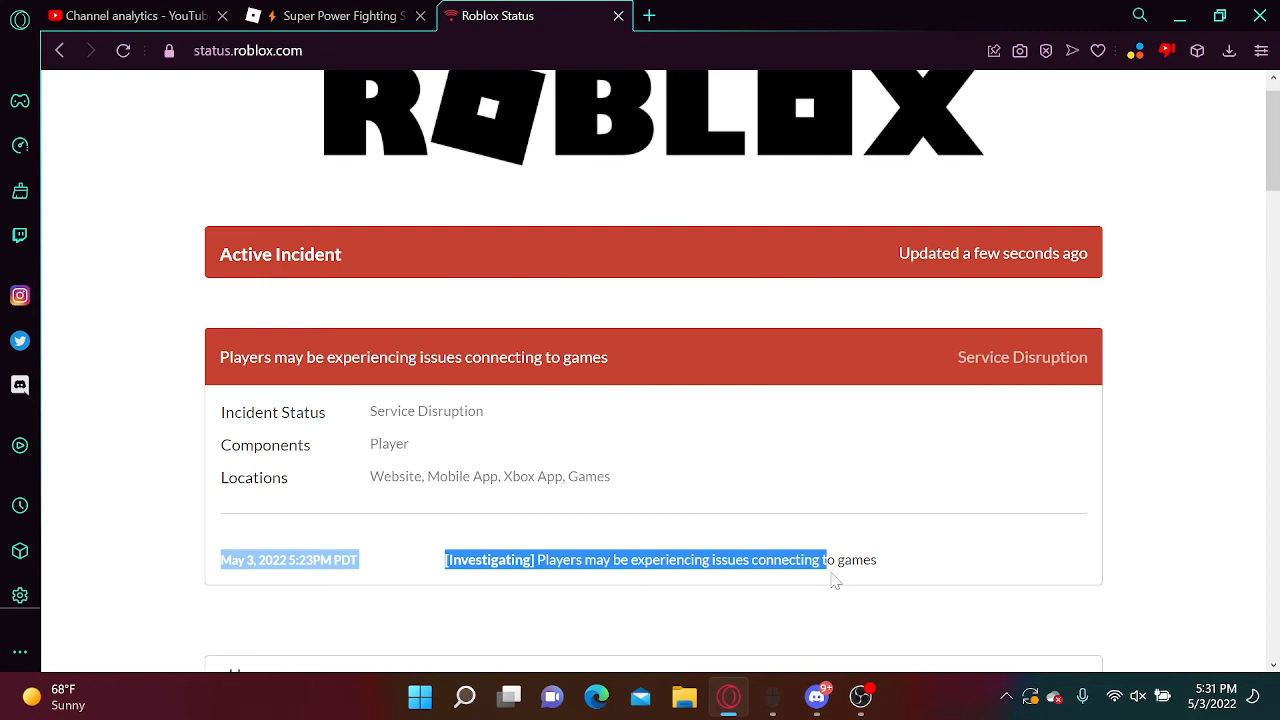 Channel analytics - YouTub
Super Power Fighting S
Roblox Status
status.roblox.com
ROBLOX
Active Incident
Updated a few seconds ago
Players may be experiencing issues connecting to games
Service Disruption
Incident Status
Service Disruption
Components
Player
Locations
Website, Mobile App, Xbox App, Games
May 3, 2022 5:23PM PDT
[Investigating] Players may be experiencing issues connecting to games
68°F
Sunny
9+
5:31 PM
5/3/2022